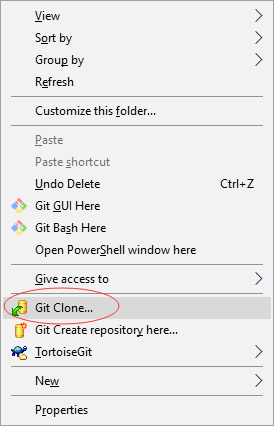 View
Sort by
Group by
Refresh
Customize this folder...
Paste
Paste shortcut
Undo Delete Ctrl+Z
Git GUI Here
Git Bash Here
Open PowerShell window here
Give access to
Git Clone...
Git Create repository here...
TortoiseGit
New
Properties